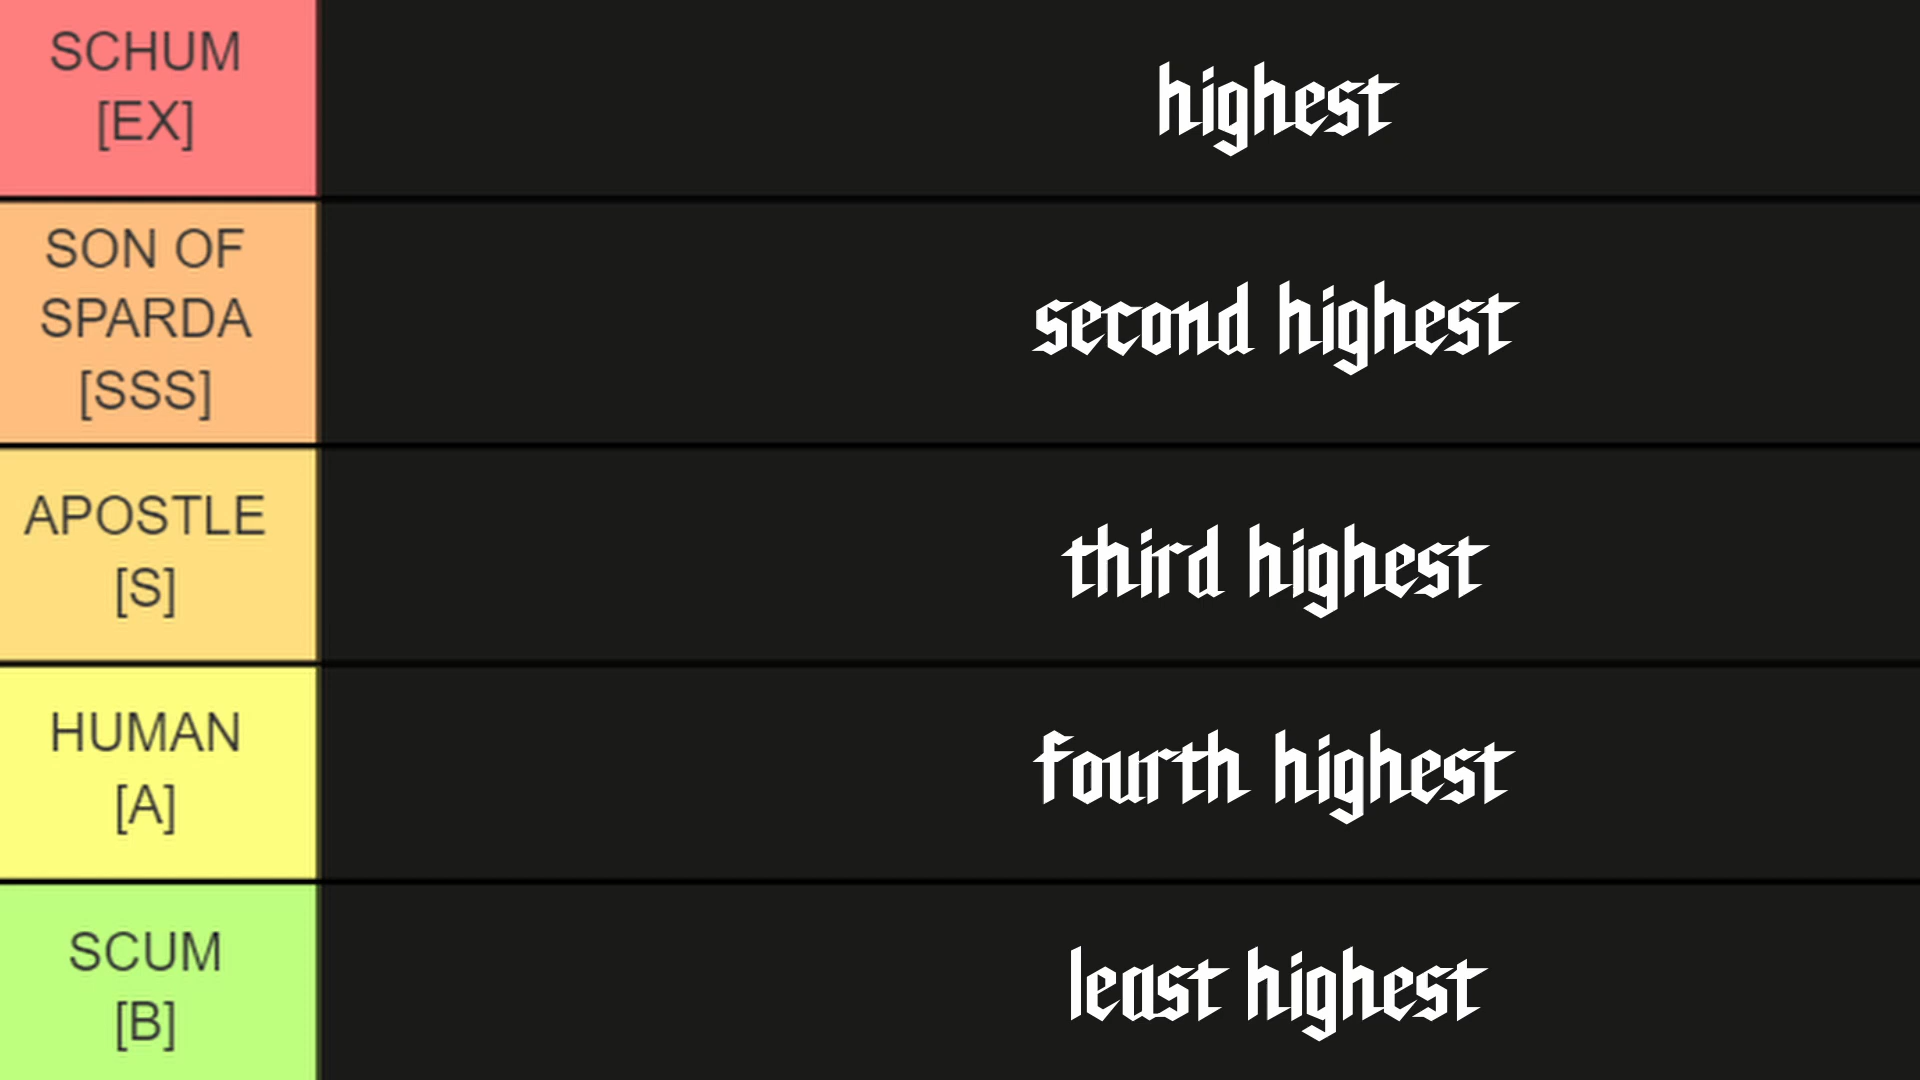 SCHUM
[EX]
highest
SON OF
SPARDA
[SSS]
second highest
APOSTLE
[S]
third highest
HUMAN
[A]
fourth highest
SCUM
[B]
least highest